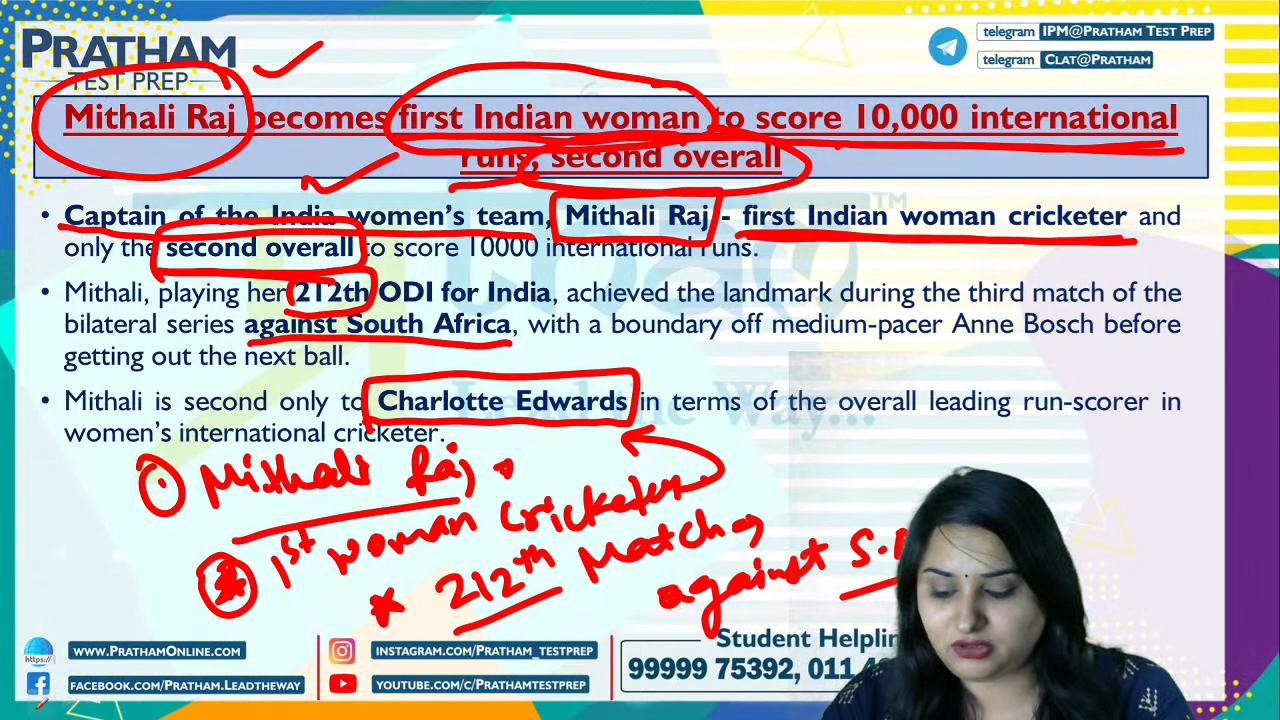 PRATHAM
TEST PREP
telegram IPM@PRATHAM TEST PREP
telegram CLAT@PRATHAM
Mithali Raj becomes first Indian woman to score 10,000 international
runs, second overall
• Captain of the India women's team, Mithali Raj - first Indian woman cricketer and
only the second overall to score 10000 international runs.
• Mithali, playing her 212th ODI for India, achieved the landmark during the third match of the
bilateral series against South Africa, with a boundary off medium-pacer Anne Bosch before
getting out the next ball.
• Mithali is second only to Charlotte Edwards in terms of the overall leading run-scorer in
women's international cricketer.
Lead the Way...
Mithali Raj
1st woman cricketer
* 212th Match
against S.
https://
WWW.PRATHAMONLINE.COM
FACEBOOK.COM/PRATHAM.LEADTHEWAY
INSTAGRAM.COM/PRATHAM_TESTPREP
YOUTUBE.COM/C/PRATHAMTESTPREP
Student
99999 75392, 011